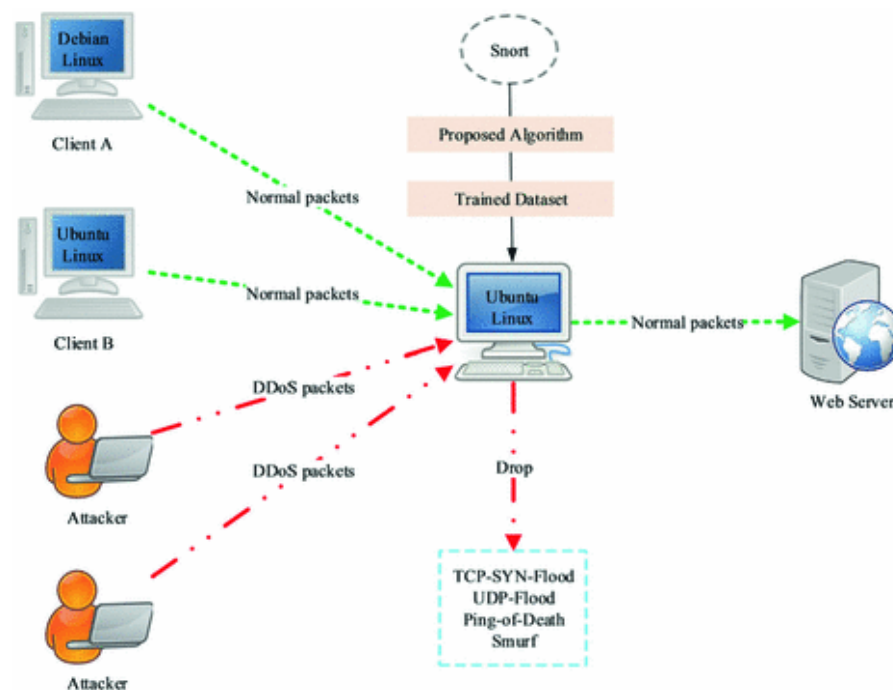 Debian
Linux
Client A
Snort
Proposed Algorithm
Trained Dataset
Normal packets
Ubuntu
Linux
Client B
Normal packets
Ubuntu
Linux
Normal packets
Web Server
DDoS packets
Attacker
DDoS packets
Attacker
Drop
TCP-SYN-Flood
UDP-Flood
Ping-of-Death
Smurf